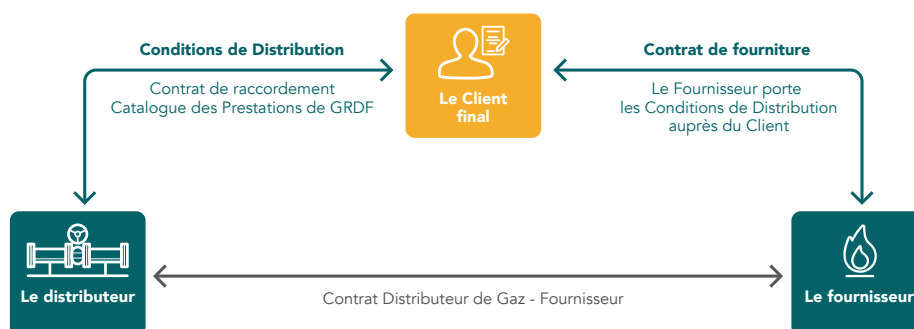 Conditions de Distribution
Contrat de raccordement
Catalogue des Prestations de GRDF
Le Client
final
Contrat de fourniture
Le Fournisseur porte
les Conditions de Distribution
auprès du Client
Le distributeur
Contrat Distributeur de Gaz - Fournisseur
Le fournisseur